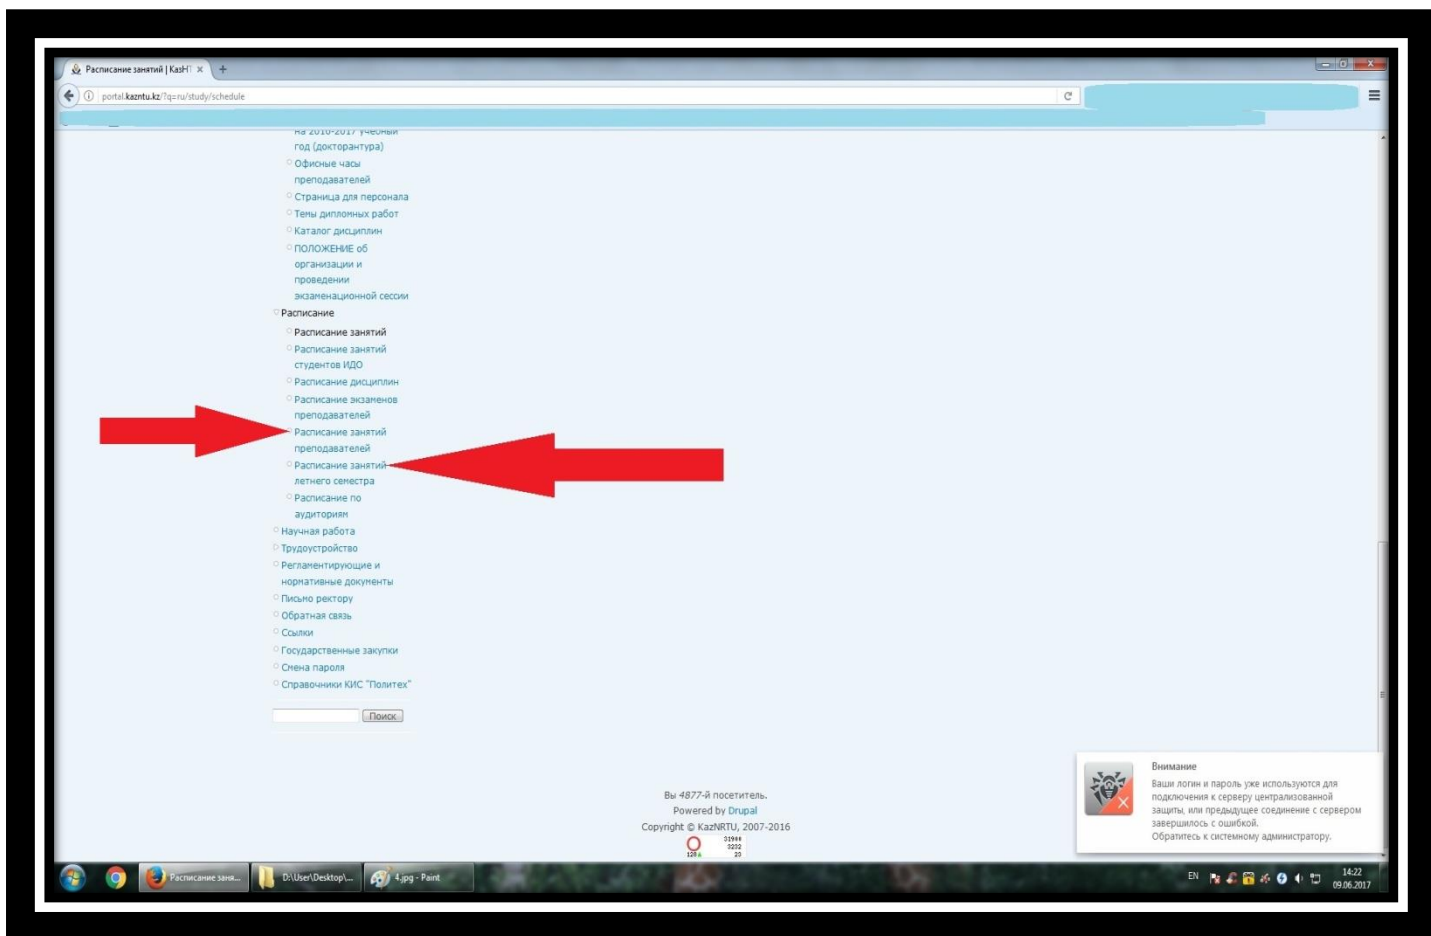 Расписание занятий | КазНТ
portal.kazntu.kz/?q=ru/study/schedule
на 2016-2017 учебный
год (докторантура)
Офисные часы
преподавателей
Страница для персонала
Темы дипломных работ
Каталог дисциплин
ПОЛОЖЕНИЕ об
организации и
проведении
экзаменационной сессии
Расписание
Расписание занятий
Расписание занятий
студентов ИДО
Расписание дисциплин
Расписание экзаменов
преподавателей
Расписание занятий
преподавателей
Расписание занятий
летнего семестра
Расписание по
аудиториям
Научная работа
Трудоустройство
Регламентирующие и
нормативные документы
Письмо ректору
Обратная связь
Ссылки
Государственные закупки
Смена пароля
Справочники КИС "Политех"
Поиск
Вы 4877-й посетитель.
Powered by Drupal
Copyright © KazNRTU, 2007-2016
Внимание
Ваши логин и пароль уже используются для
подключения к серверу централизованной
защиты, или предыдущее соединение с сервером
завершилось с ошибкой.
Обратитесь к системному администратору.
Расписание заня...
D:\User\Desktop\...
4.jpg - Paint
EN
14:22
09.06.2017